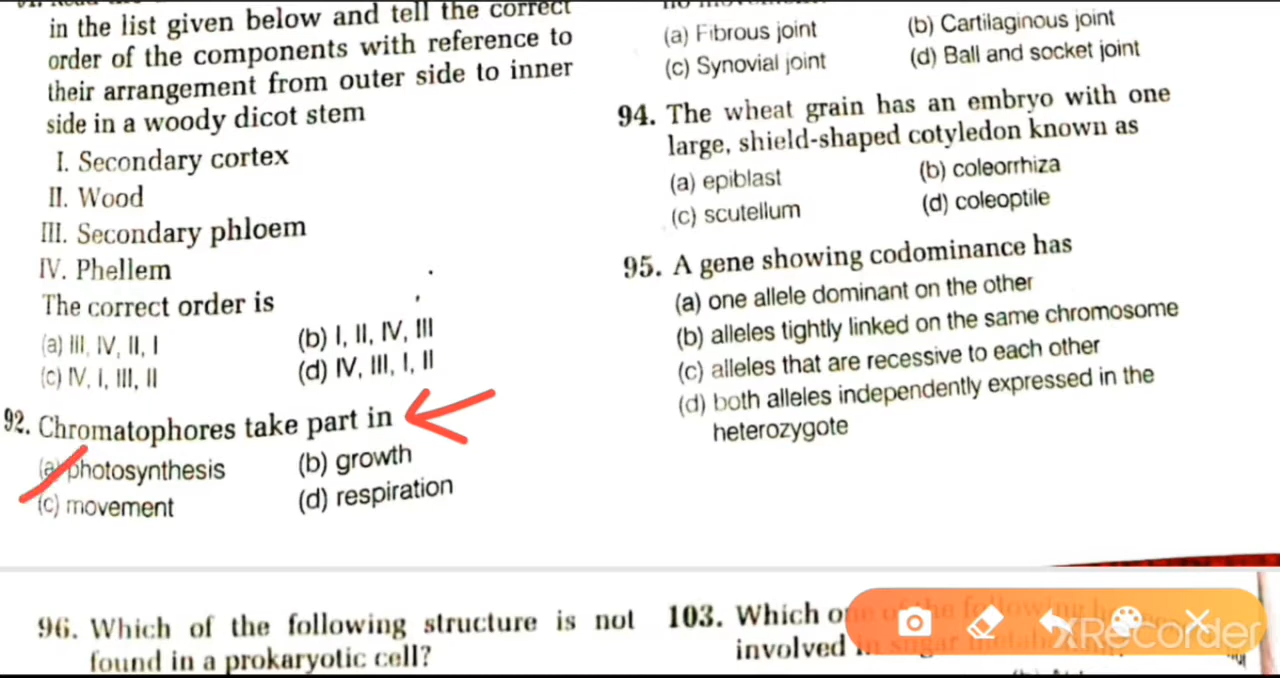 in the list given below and tell the correct
order of the components with reference to
their arrangement from outer side to inner
side in a woody dicot stem
I. Secondary cortex
II. Wood
III. Secondary phloem
IV. Phellem
The correct order is
(a) III, IV, II, I
(b) I, II, IV, III
(c) IV, I, III, II
(d) IV, III, I, II
92. Chromatophores take part in
(a) photosynthesis
(b) growth
(c) movement
(d) respiration
(a) Fibrous joint
(b) Cartilaginous joint
(c) Synovial joint
(d) Ball and socket joint
94. The wheat grain has an embryo with one
large, shield-shaped cotyledon known as
(a) epiblast
(b) coleorrhiza
(c) scutellum
(d) coleoptile
95. A gene showing codominance has
(a) one allele dominant on the other
(b) alleles tightly linked on the same chromosome
(c) alleles that are recessive to each other
(d) both alleles independently expressed in the
heterozygote
96. Which of the following structure is not
found in a prokaryotic cell?
103. Which one of the following
involved in sugar
XRecorder